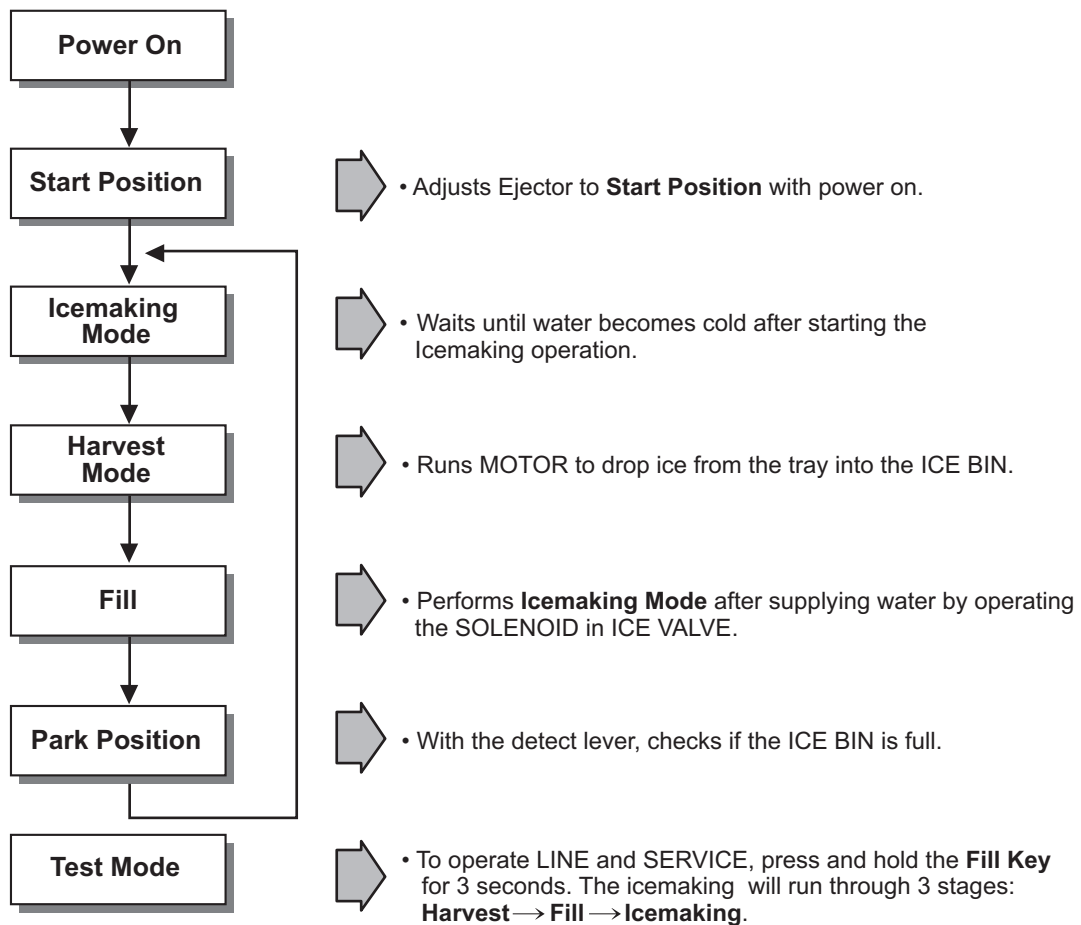 Power On
Start Position
• Adjusts Ejector to Start Position with power on.
Icemaking
Mode
• Waits until water becomes cold after starting the
Icemaking operation.
Harvest
Mode
• Runs MOTOR to drop ice from the tray into the ICE BIN.
Fill
• Performs Icemaking Mode after supplying water by operating
the SOLENOID in ICE VALVE.
Park Position
• With the detect lever, checks if the ICE BIN is full.
Test Mode
• To operate LINE and SERVICE, press and hold the Fill Key
for 3 seconds. The icemaking will run through 3 stages:
Harvest → Fill → Icemaking.